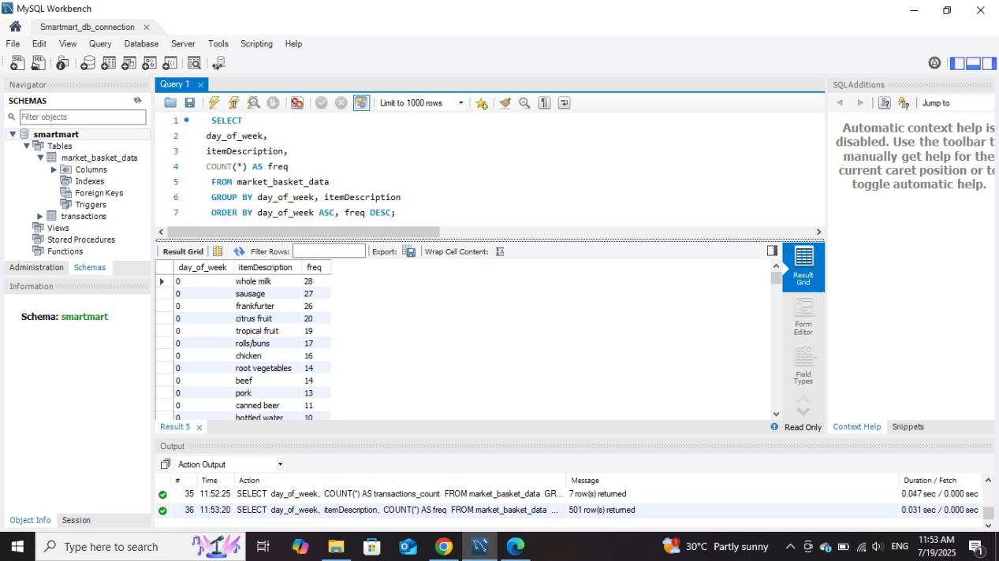 MySQL Workbench
Smartmart_db_connection
File Edit View Query Database Server Tools Scripting Help
Navigator
SCHEMAS
Filter objects
smartmart
Tables
market_basket_data
Columns
Indexes
Foreign Keys
Triggers
transactions
Views
Stored Procedures
Functions
Administration Schemas
Information
Schema: smartmart
Object Info Session
Query 1
Limit to 1000 rows
1 SELECT
2 day_of_week,
3 itemDescription,
4 COUNT(*) AS freq
5 FROM market_basket_data
6 GROUP BY day_of_week, itemDescription
7 ORDER BY day_of_week ASC, freq DESC;
Result Grid Filter Rows: Export: Wrap Cell Content:
day_of_week itemDescription freq
0 whole milk 28
0 sausage 27
0 frankfurter 26
0 citrus fruit 20
0 tropical fruit 19
0 rolls/buns 17
0 chicken 16
0 root vegetables 14
0 beef 14
0 pork 13
0 canned beer 11
0 bottled water 10
Result Grid
Form Editor
Field Types
Result 5
Read Only
SQLAdditions
Jump to
Automatic context help is
disabled. Use the toolbar t
manually get help for the
current caret position or to
toggle automatic help.
Context Help Snippets
Output
Action Output
# Time Action Message Duration / Fetch
35 11:52:25 SELECT day_of_week, COUNT(*) AS transactions_count FROM market_basket_data GR... 7 row(s) returned 0.047 sec / 0.000 sec
36 11:53:20 SELECT day_of_week, itemDescription, COUNT(*) AS freq FROM market_basket_data ... 501 row(s) returned 0.031 sec / 0.000 sec
Type here to search
30°C Partly sunny
ENG
11:53 AM
7/19/2025
1